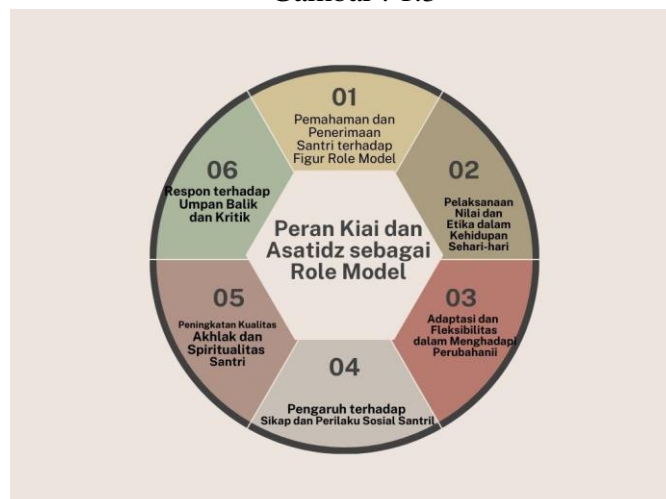 Gambar : 1.3
01
Pemahaman dan
Penerimaan
Santri terhadap
Figur Role Model
02
Pelaksanaan
Nilai dan
Etika dalam
Kehidupan
Sehari-hari
03
Adaptasi dan
Fleksibilitas
dalam Menghadapi
Perubahanii
04
Pengaruh terhadap
Sikap dan Perilaku Sosial Santril
05
Peningkatan Kualitas
Akhlak dan
Spiritualitas
Santri
06
Respon terhadap
Umpan Balik
dan Kritik
Peran Kiai dan
Asatidz sebagai
Role Model